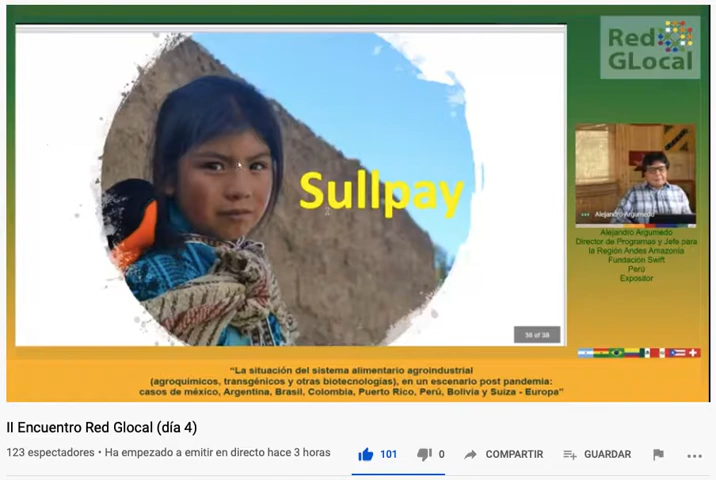 Red
GLocal
Sullpay
2
Alejandro Argumedo
Alejandro Argumedo
Director de Programas y Jefe para
la Región Andes Amazonía
Fundación Swift
Perú
Expositor
38 of 38
“La situación del sistema alimentario agroindustrial
(agroquímicos, transgénicos y otras biotecnologías), en un escenario post pandemia:
casos de méxico, Argentina, Brasil, Colombia, Puerto Rico, Perú, Bolivia y Suiza - Europa”
II Encuentro Red Glocal (día 4)
123 espectadores • Ha empezado a emitir en directo hace 3 horas
101
0
COMPARTIR
GUARDAR